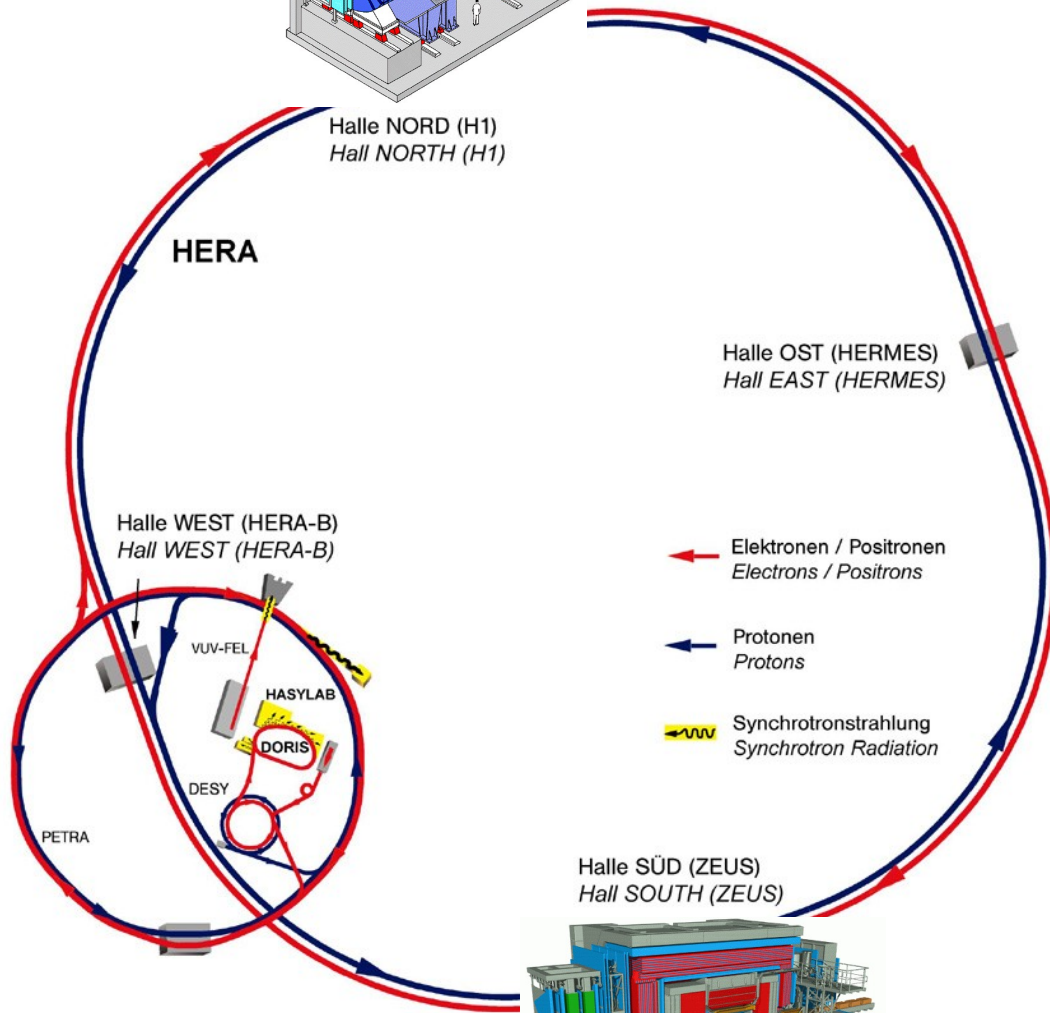 Halle NORD (H1)
Hall NORTH (H1)
HERA
Halle OST (HERMES)
Hall EAST (HERMES)
Halle WEST (HERA-B)
Hall WEST (HERA-B)
Elektronen / Positronen
Electrons / Positrons
Protonen
Protons
VUV-FEL
HASYLAB
Synchrotronstrahlung
Synchrotron Radiation
DORIS
DESY
PETRA
Halle SÜD (ZEUS)
Hall SOUTH (ZEUS)